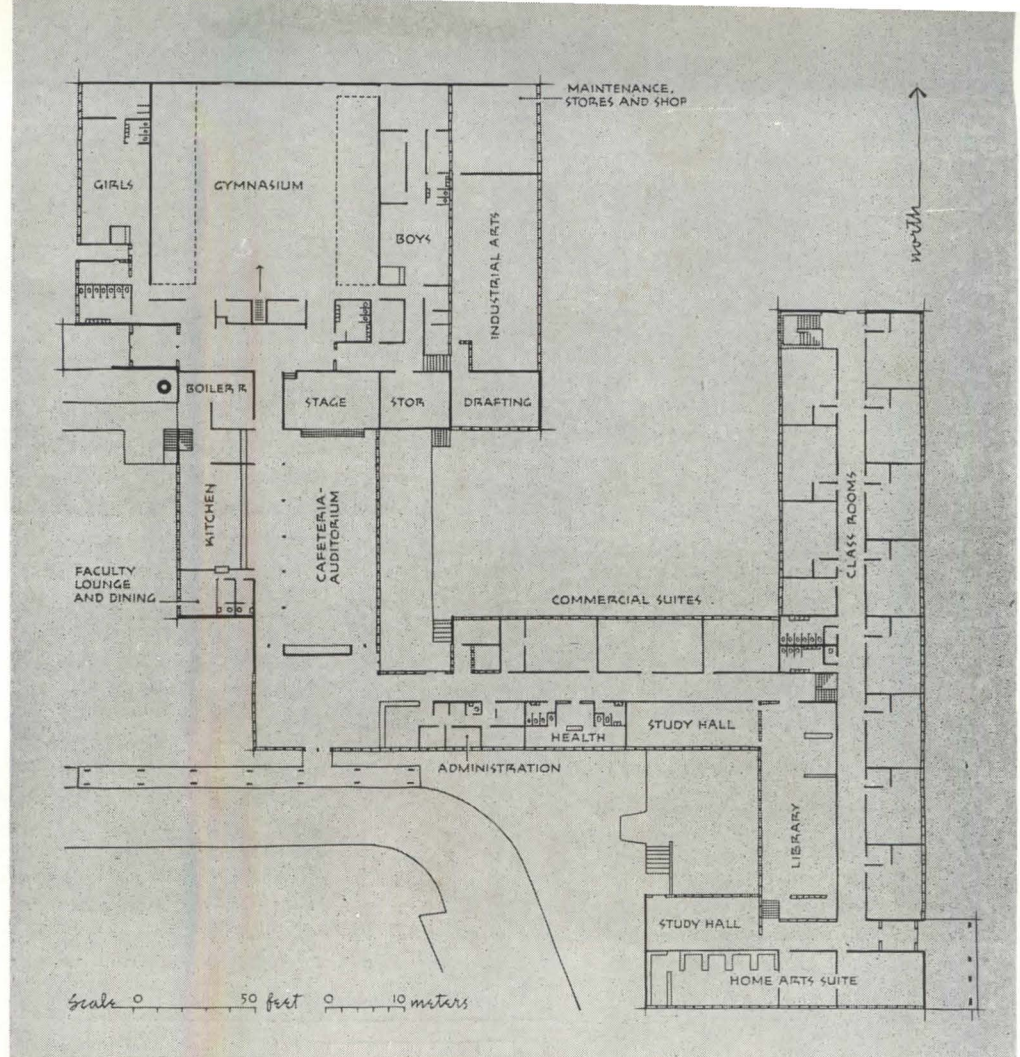 MAINTENANCE,
STORES AND SHOP
GIRLS
GYMNASIUM
BOYS
INDUSTRIAL ARTS
north
BOILER R
STAGE
STOR
DRAFTING
KITCHEN
CAFETERIA-
AUDITORIUM
CLASS ROOMS
FACULTY
LOUNGE
AND DINING
COMMERCIAL SUITES
STUDY HALL
HEALTH
ADMINISTRATION
LIBRARY
STUDY HALL
HOME ARTS SUITE
Scale 0 50 feet 0 10 meters